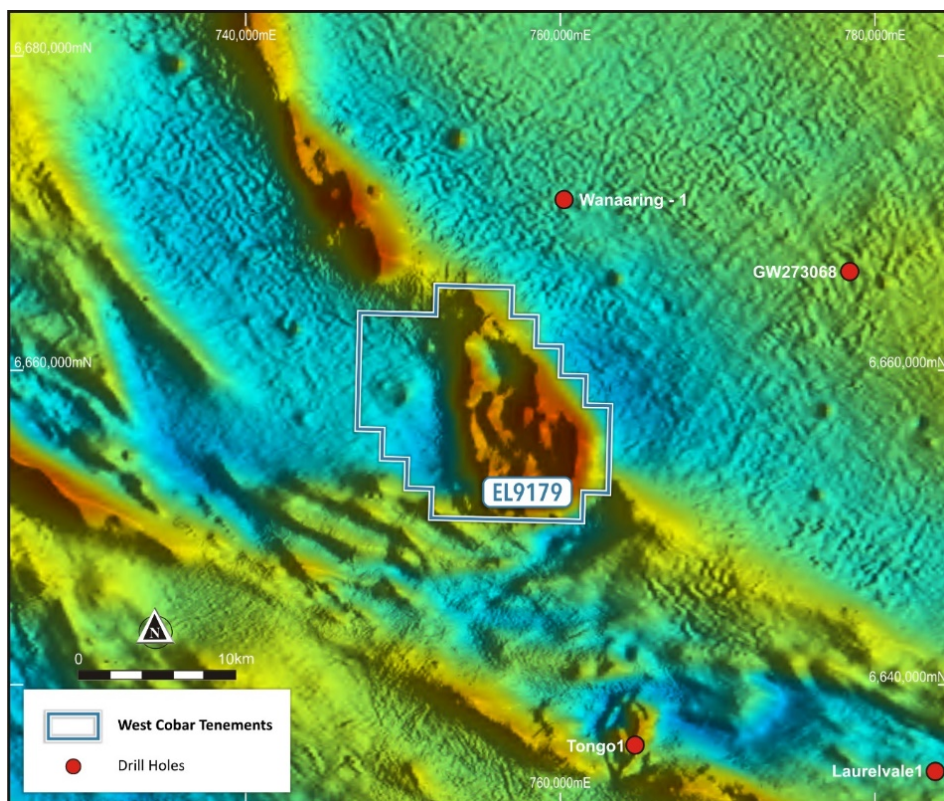 740,000mE
760,000mE
780,000mE
6,680,000mN
Wanaaring - 1
GW273068
6,660,000mN
6,660,000mN
EL9179
N
0
10km
6,640,000mN
West Cobar Tenements
Drill Holes
Tongo1
Laurelvale1
760,000mE